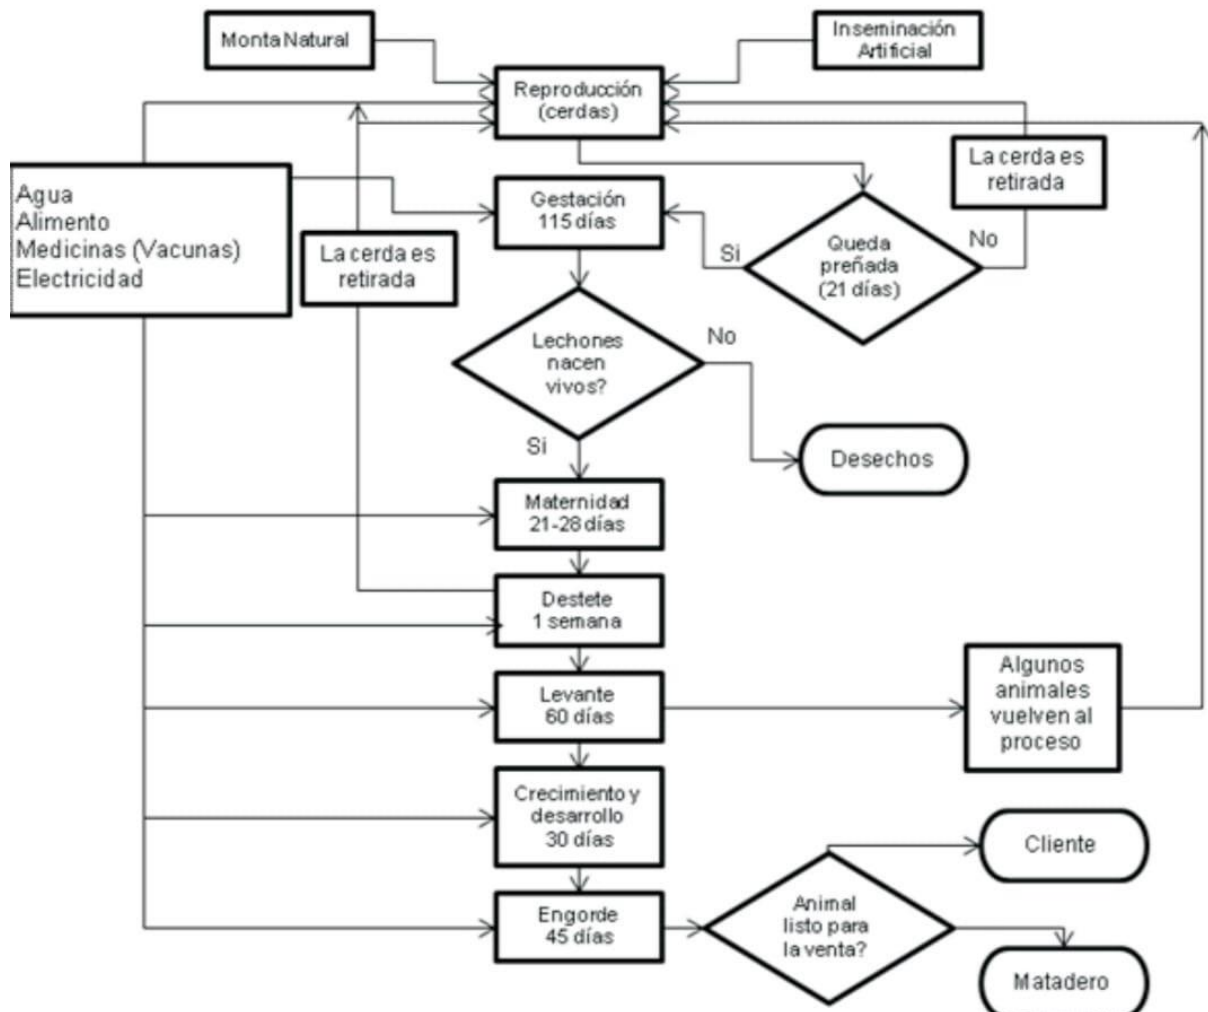 Monta Natural
Inseminación
Artificial
Reproducción
(cerdas)
La cerda es
retirada
Agua
Alimento
Medicinas (Vacunas)
Electricidad
Gestación
115 días
Si
Queda
preñada
(21 días)
No
La cerda es
retirada
Lechones
nacen
vivos?
No
Si
Desechos
Maternidad
21-28 días
Destete
1 semana
Levante
60 días
Algunos
animales
vuelven al
proceso
Crecimiento y
desarrollo
30 días
Cliente
Engorde
45 días
Animal
listo para
la venta?
Matadero